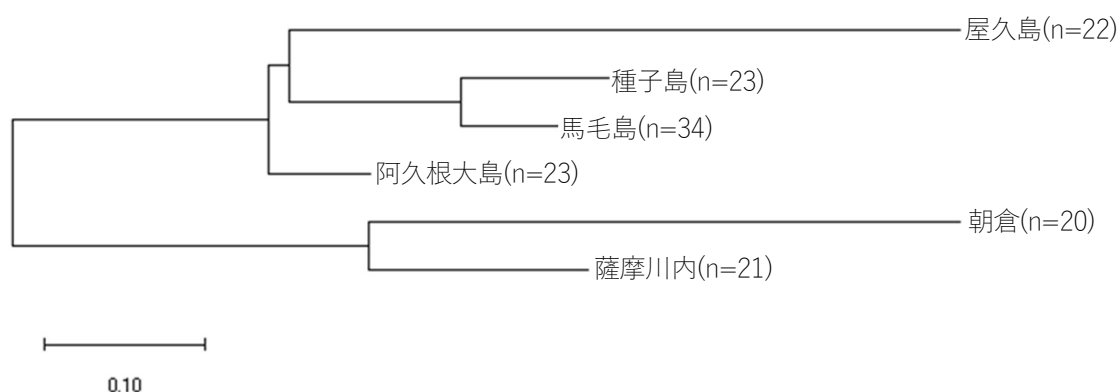 屋久島(n=22)
種子島(n=23)
馬毛島(n=34)
阿久根大島(n=23)
朝倉(n=20)
薩摩川内(n=21)
0.10